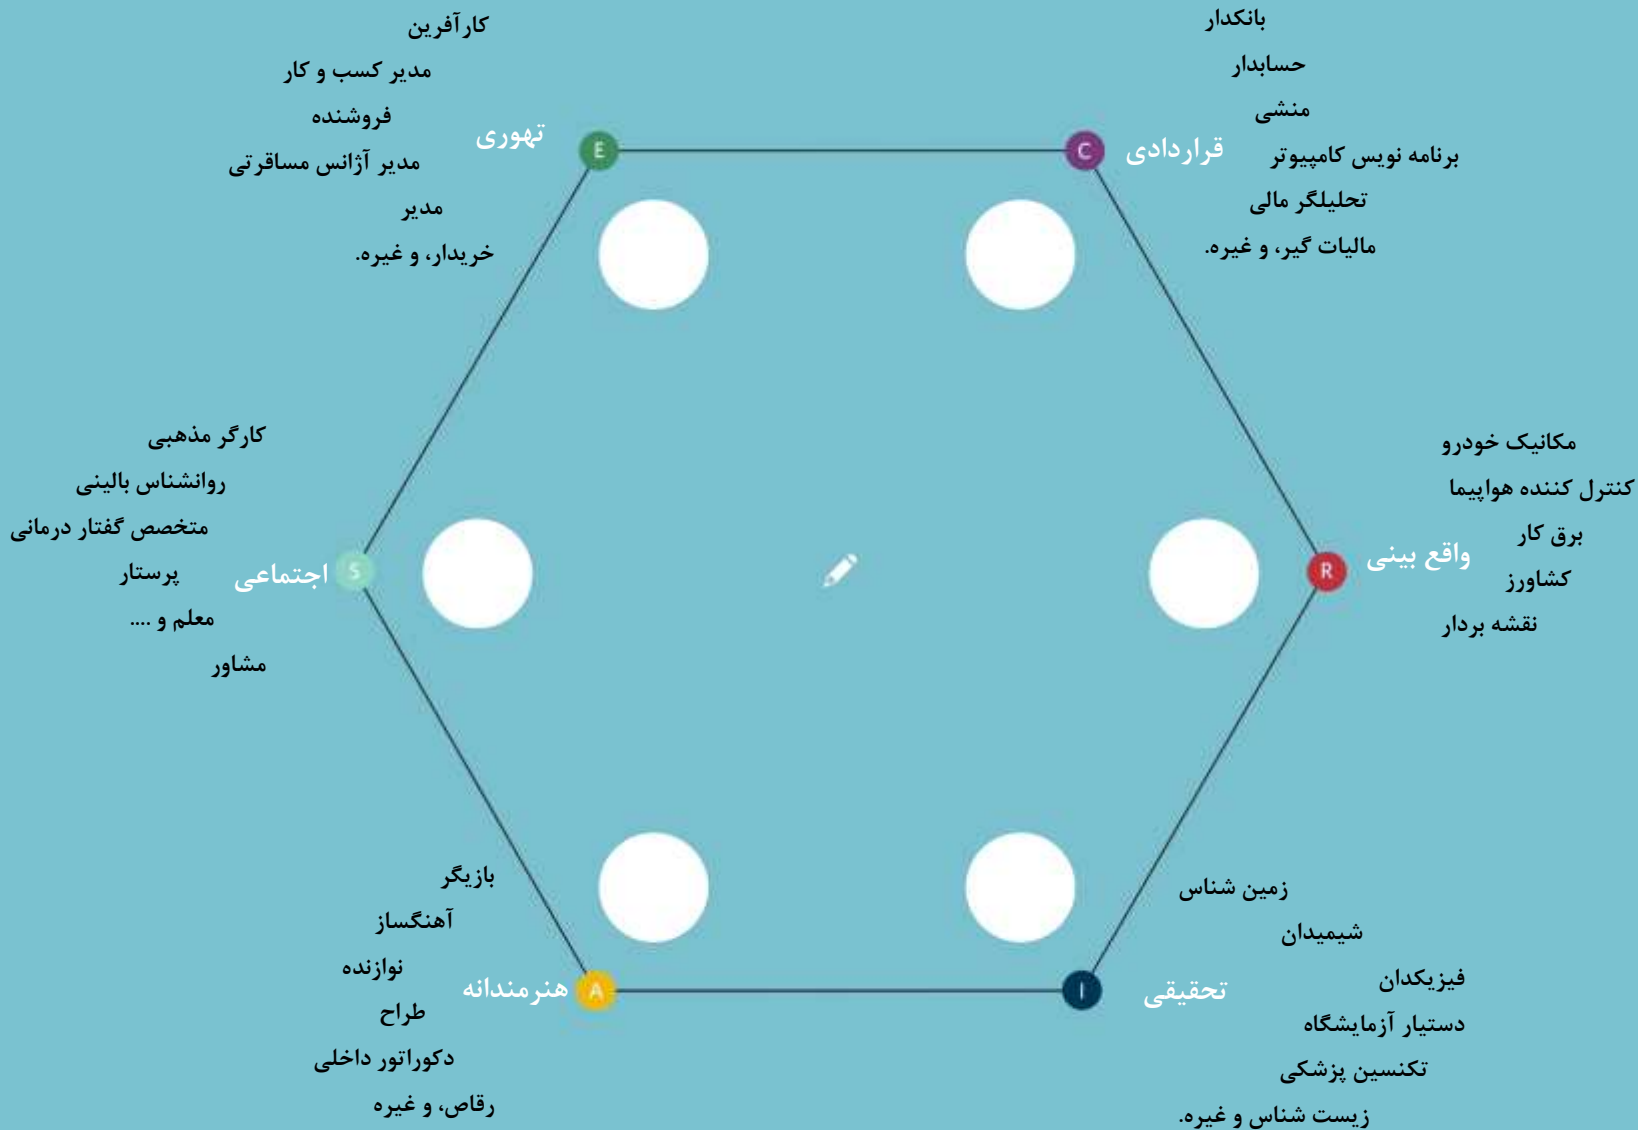 بانکدار
حسابدار
منشی
برنامه نویس کامپیوتر
تحلیلگر مالی
مالیات گیر، و غیره.
قراردادی
C
کارآفرین
مدیر کسب و کار
فروشنده
مدیر آژانس مساقرتی
مدیر
خریدار، و غیره.
تهوری
E
مکانیک خودرو
کنترل کننده هواپیما
برق کار
کشاورز
نقشه بردار
واقع بینی
R
کارگر مذهبی
روانشناس بالینی
متخصص گفتار درمانی
پرستار
معلم و ....
مشاور
اجتماعی
S
زمین شناس
شیمیدان
فیزیکدان
دستیار آزمایشگاه
تکنسین پزشکی
زیست شناس و غیره.
تحقیقی
I
بازیگر
آهنگساز
نوازنده
طراح
دکوراتور داخلی
رقاص، و غیره
هنرمندانه
A